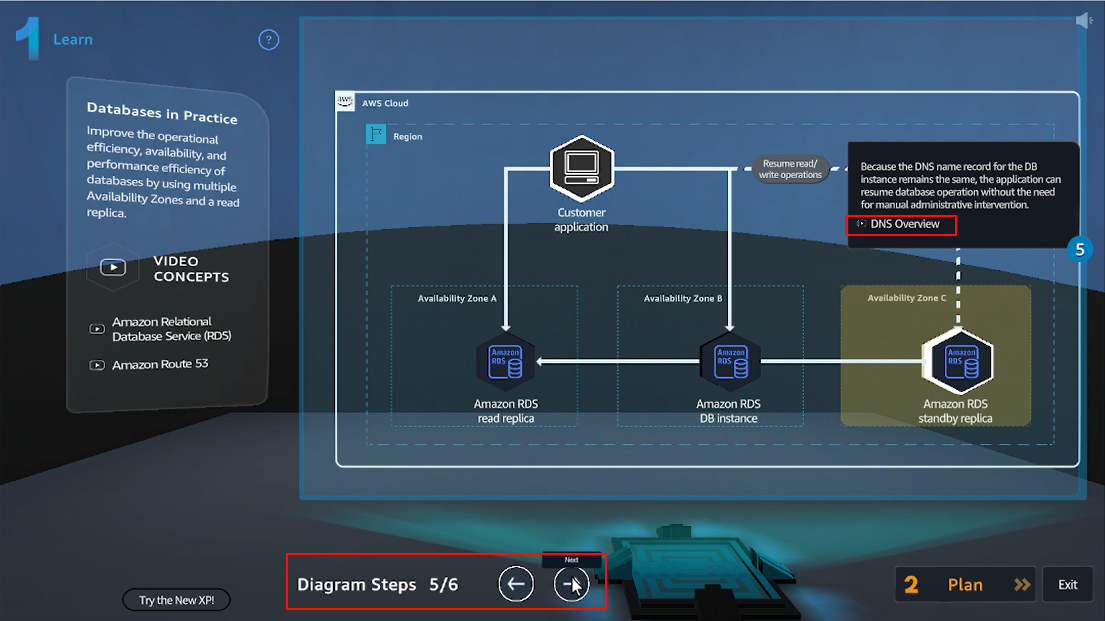 1
Learn
?
Databases in Practice
Improve the operational
efficiency, availability, and
performance efficiency of
databases by using multiple
Availability Zones and a read
replica.
VIDEO
CONCEPTS
Amazon Relational
Database Service (RDS)
Amazon Route 53
aws
AWS Cloud
Region
Customer
application
Resume read/
write operations
Because the DNS name record for the DB
instance remains the same, the application can
resume database operation without the need
for manual administrative intervention.
DNS Overview
5
Availability Zone A
Amazon
RDS
Amazon RDS
read replica
Availability Zone B
Amazon
RDS
Amazon RDS
DB instance
Availability Zone C
Amazon
RDS
Amazon RDS
standby replica
Next
Diagram Steps 5/6
Try the New XP!
2 Plan
Exit